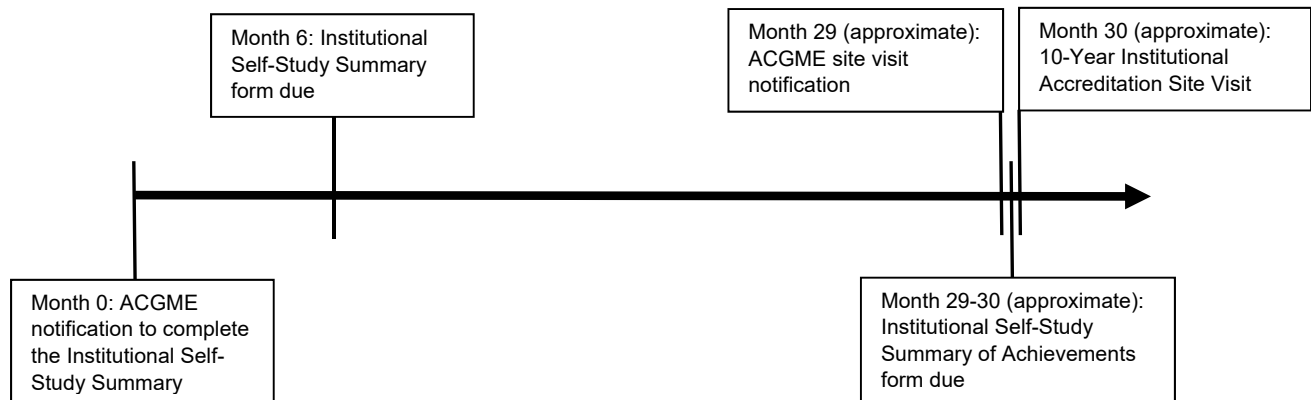 Month 6: Institutional
Self-Study Summary
form due
Month 29 (approximate):
ACGME site visit
notification
Month 30 (approximate):
10-Year Institutional
Accreditation Site Visit
Month 0: ACGME
notification to complete
the Institutional Self-
Study Summary
Month 29-30 (approximate):
Institutional Self-Study
Summary of Achievements
form due